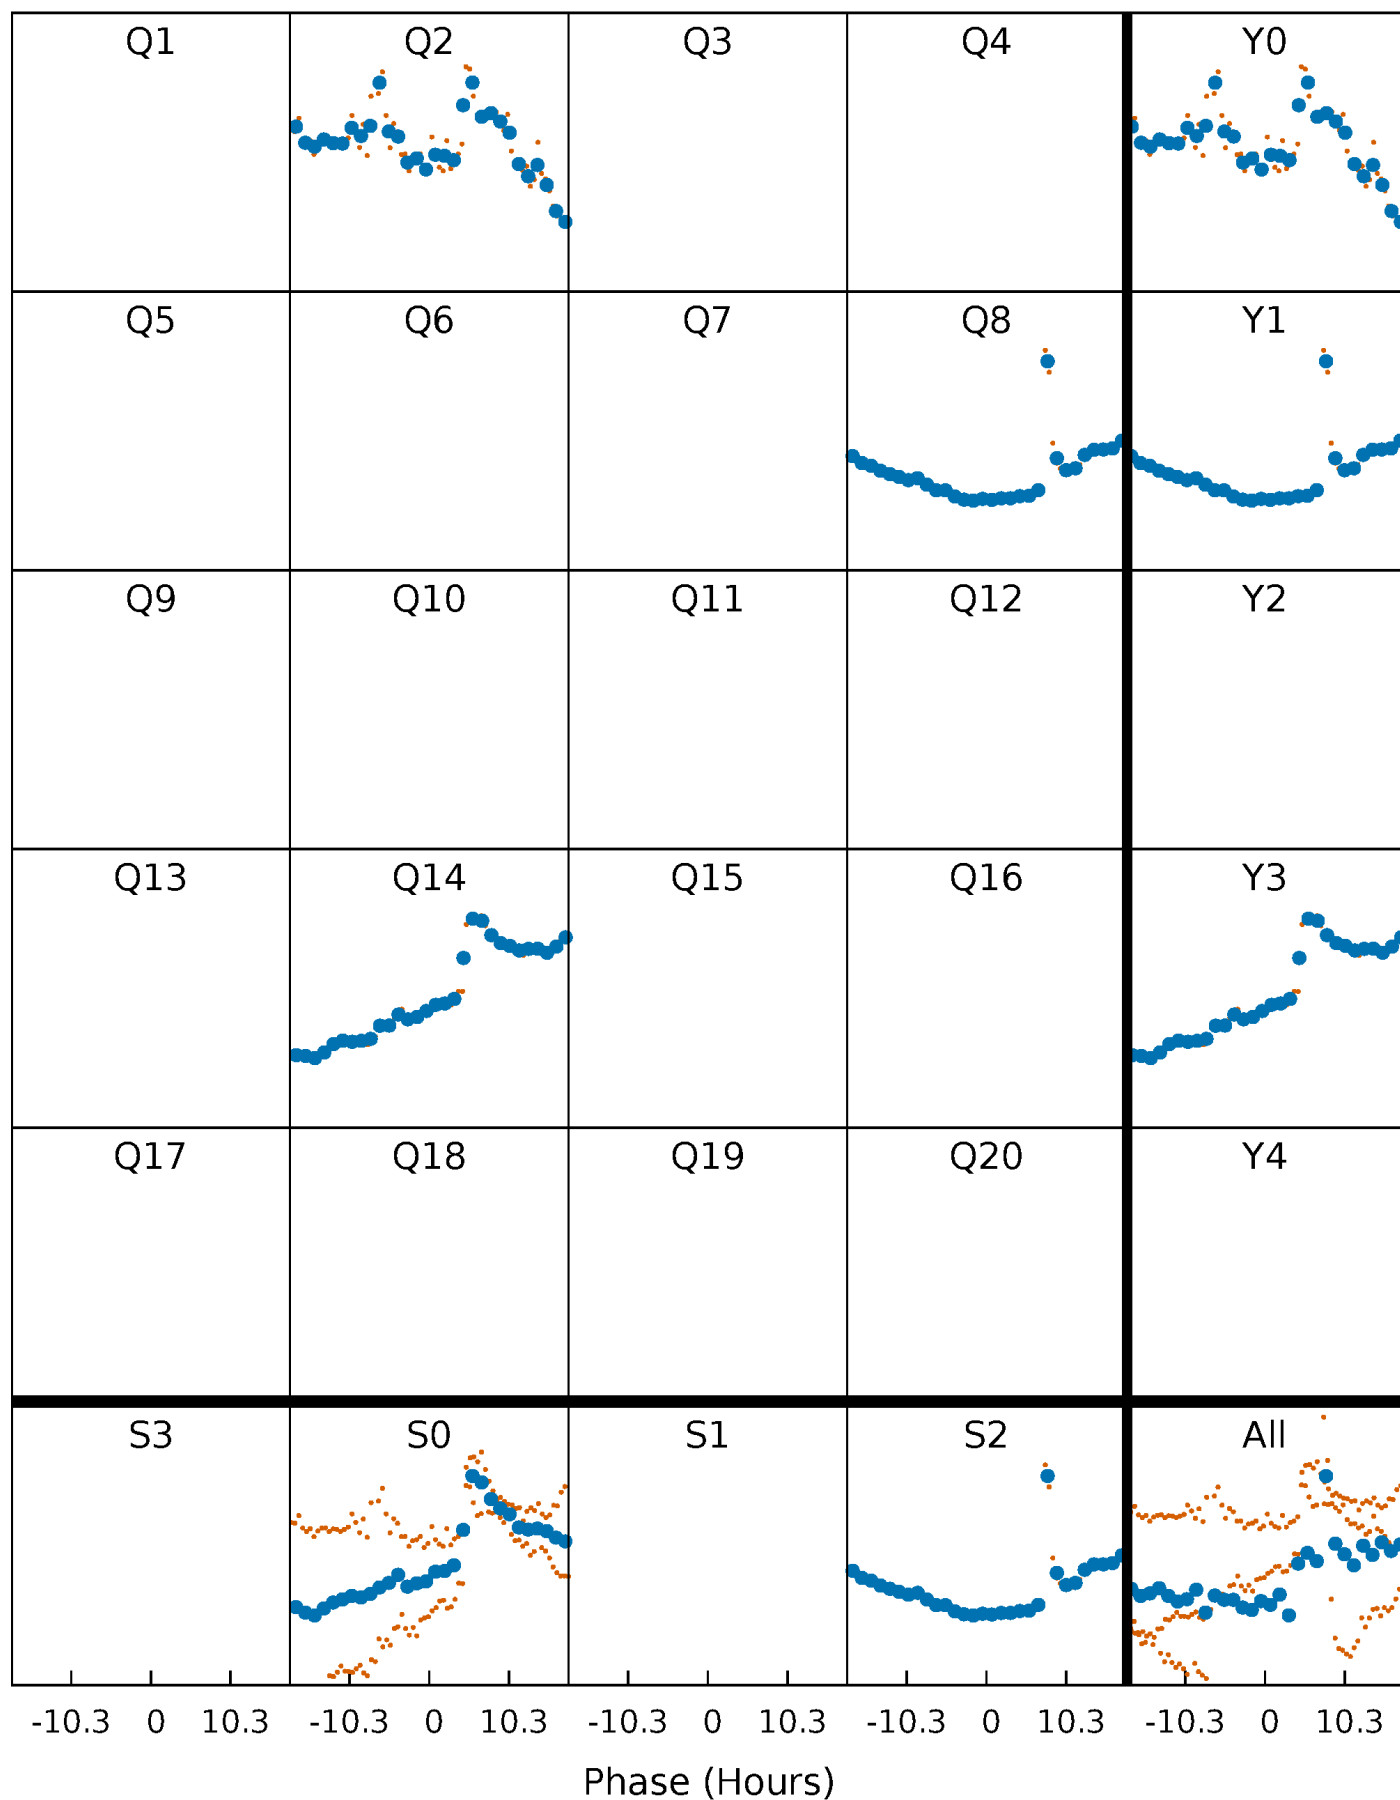 Q1 Q2 Q3 Q4 Y0
Q5 Q6 Q7 Q8 Y1
Q9 Q10 Q11 Q12 Y2
Q13 Q14 Q15 Q16 Y3
Q17 Q18 Q19 Q20 Y4
S3 S0 S1 S2 All
-10.3 0 10.3 -10.3 0 10.3 -10.3 0 10.3 -10.3 0 10.3 -10.3 0 10.3
Phase (Hours)